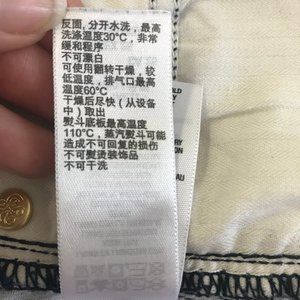 反面，分开水洗，最高
洗涤温度30°C，非常
缓和程序
不可漂白
可使用翻转干燥，较
低温度，排气口最高
温度60°C
干燥后尽快（从设备
中）取出
熨斗底板最高温度
110°C，蒸汽熨斗可能
造成不可回复的损伤
不可熨烫装饰品
不可干洗